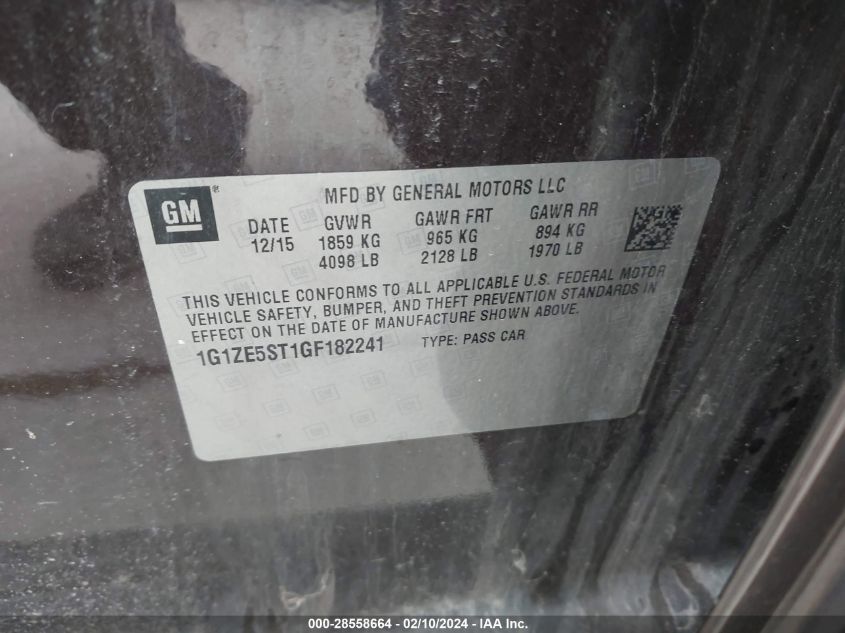 GM ®
MFD BY GENERAL MOTORS LLC
DATE GVWR GAWR FRT GAWR RR
12/15 1859 KG 965 KG 894 KG
4098 LB 2128 LB 1970 LB
THIS VEHICLE CONFORMS TO ALL APPLICABLE U.S. FEDERAL MOTOR
VEHICLE SAFETY, BUMPER, AND THEFT PREVENTION STANDARDS IN
EFFECT ON THE DATE OF MANUFACTURE SHOWN ABOVE.
1G1ZE5ST1GF182241 TYPE: PASS CAR
000-28558664 - 02/10/2024 - IAA Inc.